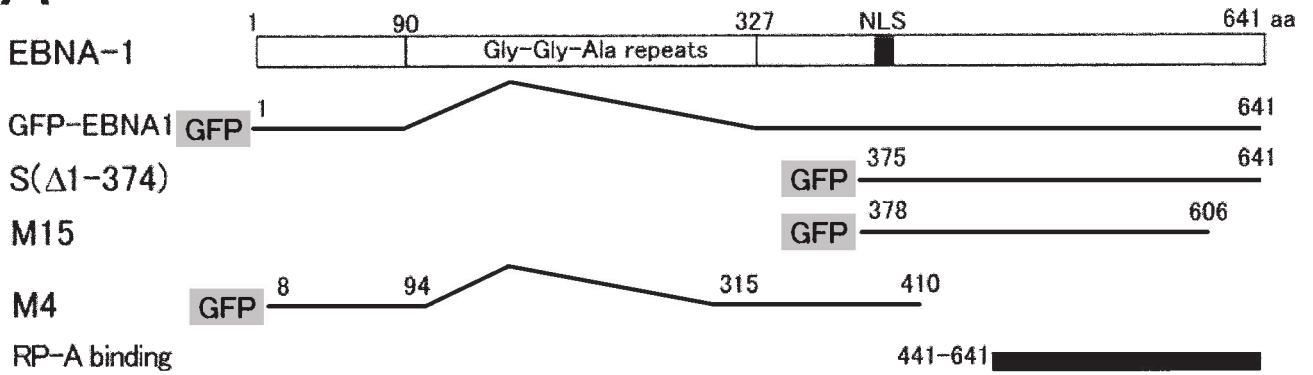 1 90 327 NLS 641 aa
EBNA-1 Gly-Gly-Ala repeats
1 641
GFP-EBNA1 GFP
375 641
S(Δ1-374) GFP
378 606
M15 GFP
8 94 315 410
M4 GFP
RP-A binding 441-641